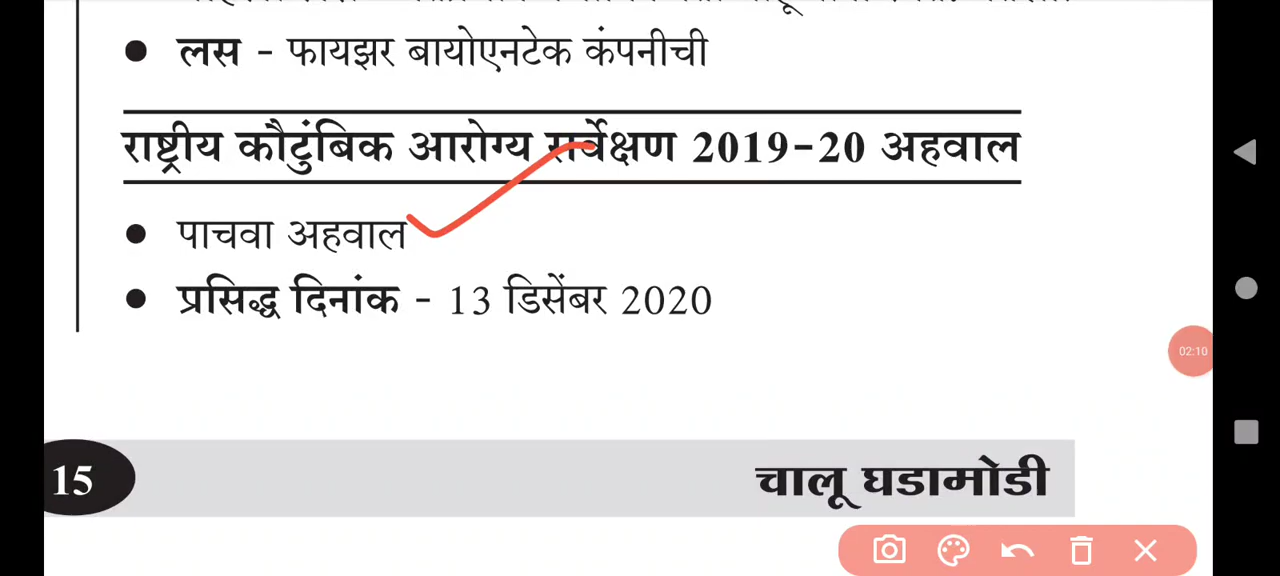 ● लस - फायझर बायोएनटेक कंपनीची
राष्ट्रीय कौटुंबिक आरोग्य सर्वेक्षण 2019-20 अहवाल
● पाचवा अहवाल
● प्रसिद्ध दिनांक - 13 डिसेंबर 2020
02:10
15 चालू घडामोडी